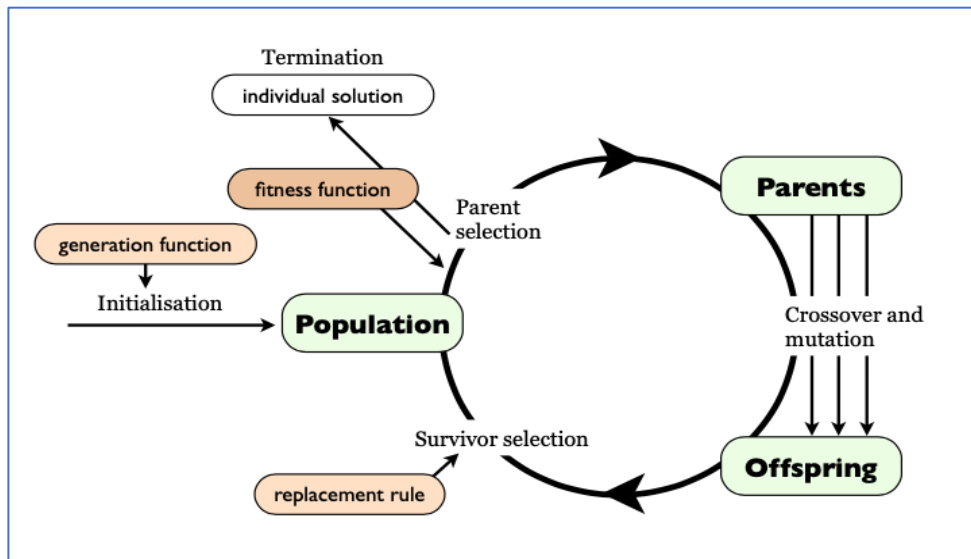 Termination
individual solution
fitness function
Parent
selection
Parents
generation function
Initialisation
Population
Crossover and
mutation
Survivor selection
Offspring
replacement rule